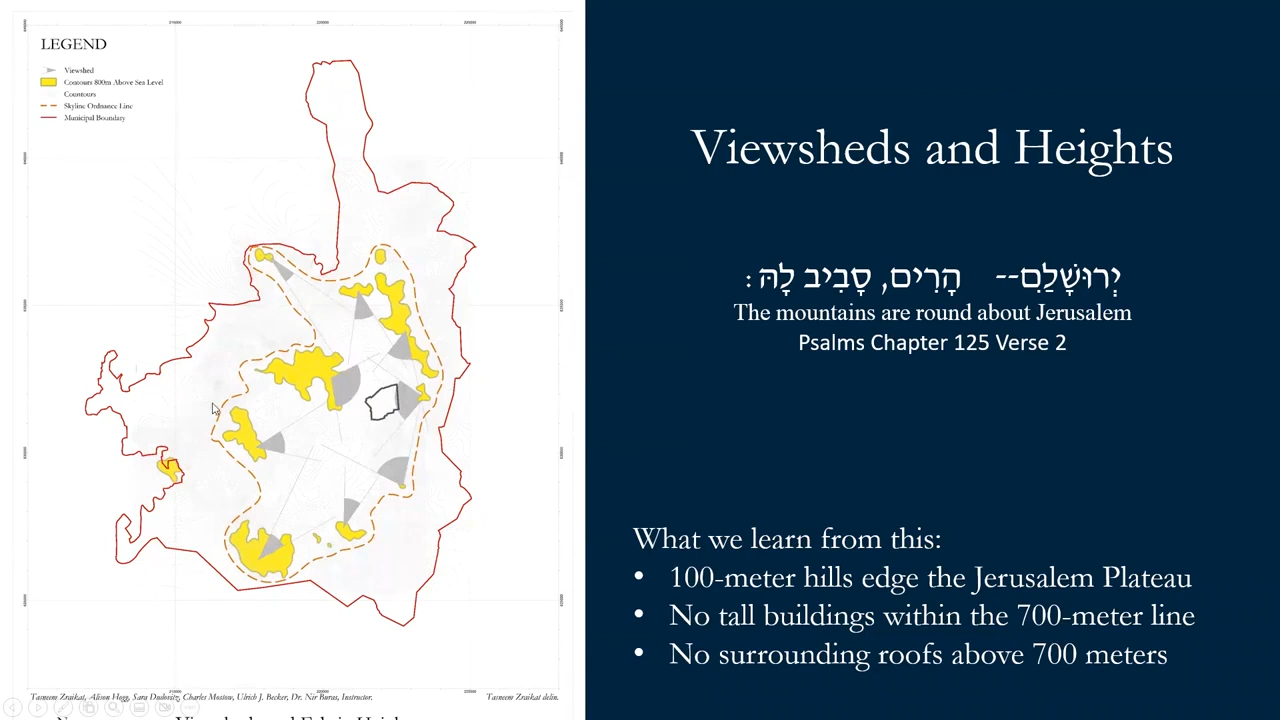 LEGEND
Viewshed
Contours 800m Above Sea Level
Countours
Skyline Ordnance Line
Municipal Boundary
Tasneem Zraikat, Alison Hogg, Sara Dudovitz, Charles Mostow, Ulrich J. Becker, Dr. Nir Buras, Instructor.
Tasneem Zraikat delin.
Viewsheds and Heights
יְרוּשָׁלִַם-- הָרִים, סָבִיב לָהּ:
The mountains are round about Jerusalem
Psalms Chapter 125 Verse 2
What we learn from this:
• 100-meter hills edge the Jerusalem Plateau
• No tall buildings within the 700-meter line
• No surrounding roofs above 700 meters